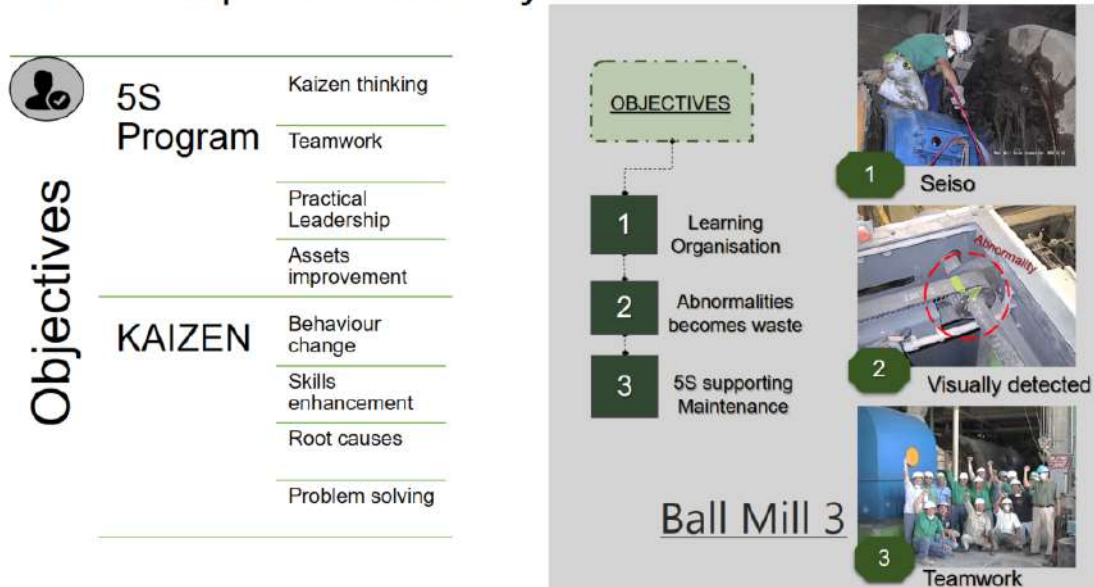 Objectives
5S
Program
Kaizen thinking
Teamwork
Practical
Leadership
Assets
improvement
KAIZEN
Behaviour
change
Skills
enhancement
Root causes
Problem solving
OBJECTIVES
1
Learning
Organisation
2
Abnormalities
becomes waste
3
5S supporting
Maintenance
Ball Mill 3
1
Seiso
Abnormality
2
Visually detected
3
Teamwork